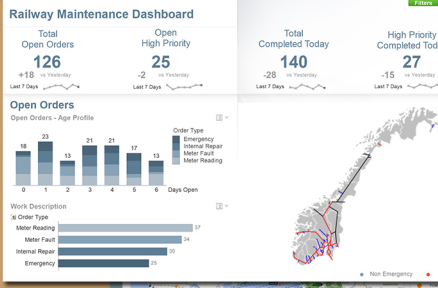 Filters
Railway Maintenance Dashboard
Total
Open Orders
126
+18 vs Yesterday
Last 7 Days
Open
High Priority
25
-2 vs Yesterday
Last 7 Days
Total
Completed Today
140
-28 vs Yesterday
Last 7 Days
High Priority
Completed Tod
27
-15 vs Yesterday
Last 7 Days
Open Orders
Open Orders - Age Profile
18 23 13 21 21 17 13
0 1 2 3 4 5 6 Days Open
Order Type
Emergency
Internal Repair
Meter Fault
Meter Reading
Work Description
Order Type
Meter Reading 37
Meter Fault 34
Internal Repair 30
Emergency 25
Non Emergency